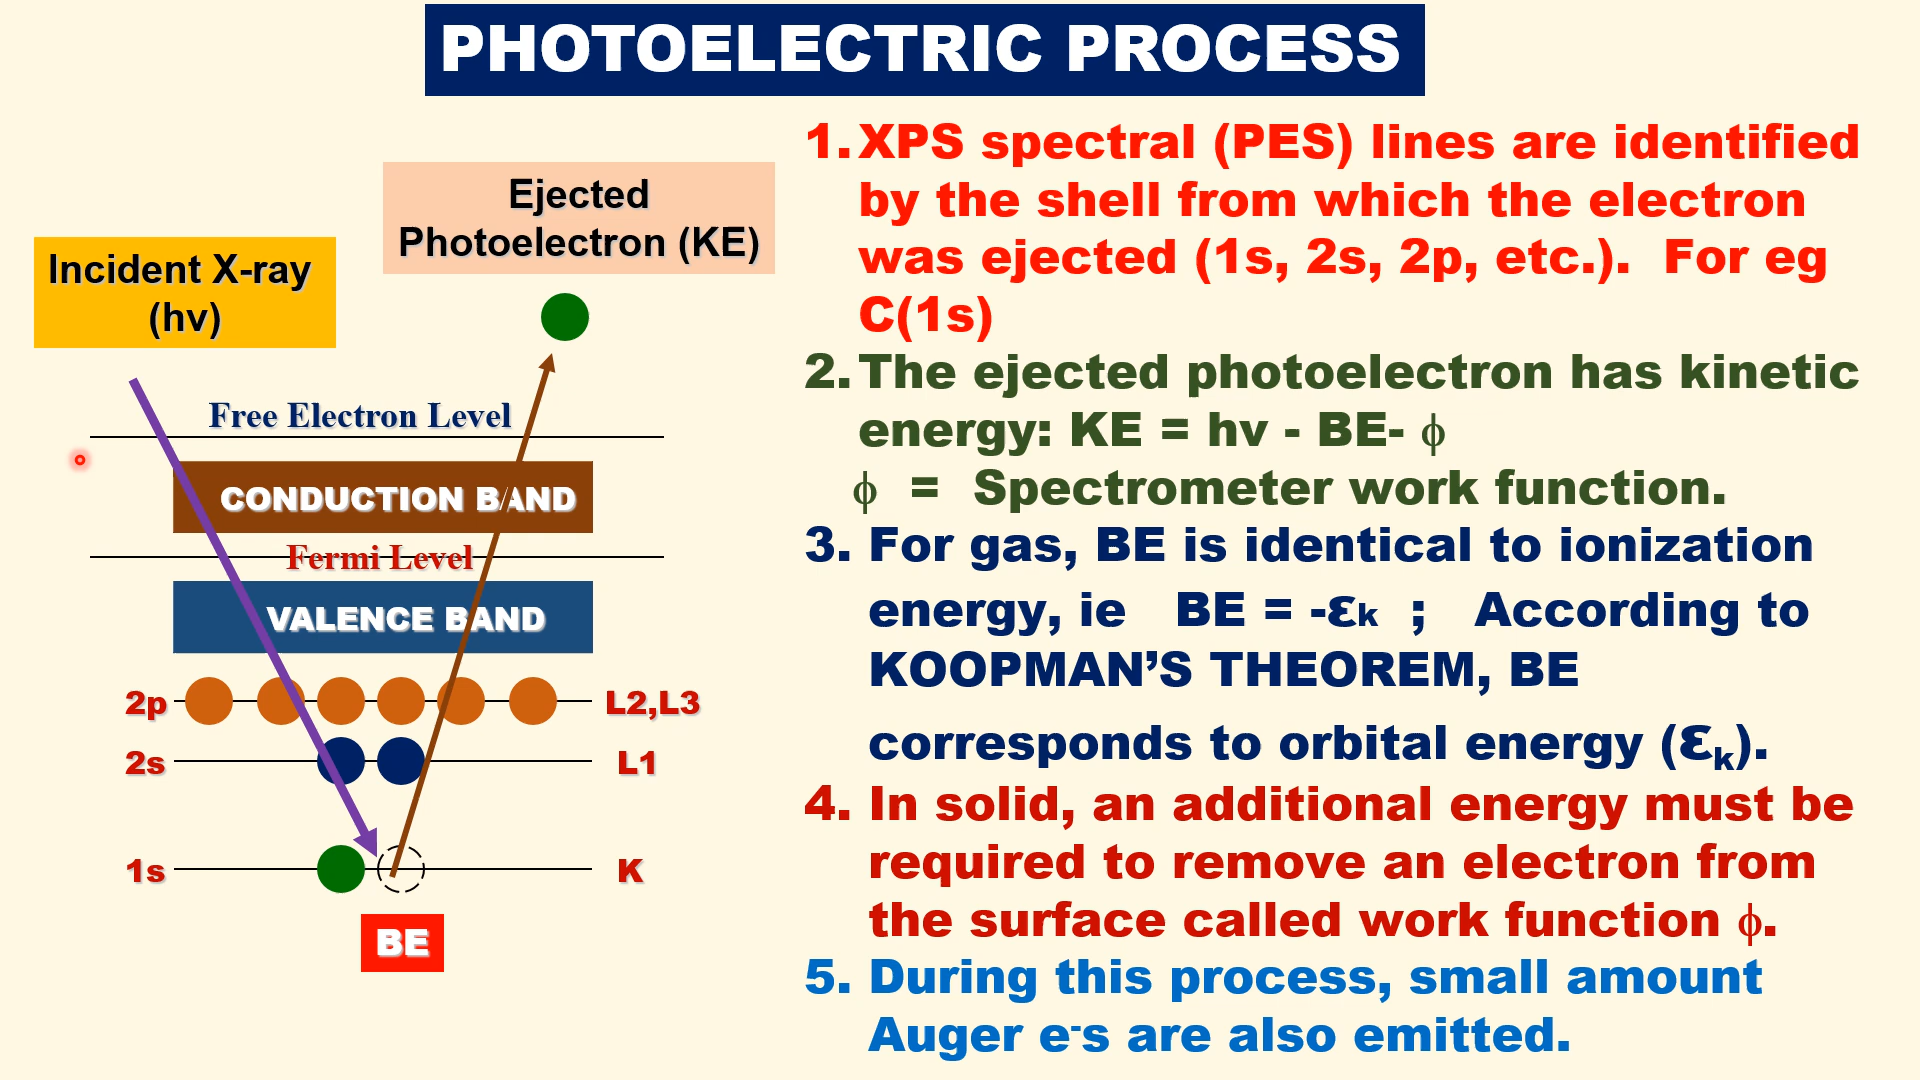 PHOTOELECTRIC PROCESS
Ejected
Photoelectron (KE)
Incident X-ray
(hv)
Free Electron Level
CONDUCTION BAND
Fermi Level
VALENCE BAND
2p L2,L3
2s L1
1s K
BE
1. XPS spectral (PES) lines are identified
by the shell from which the electron
was ejected (1s, 2s, 2p, etc.). For eg
C(1s)
2. The ejected photoelectron has kinetic
energy: KE = hv - BE- ϕ
ϕ = Spectrometer work function.
3. For gas, BE is identical to ionization
energy, ie BE = -εk ; According to
KOOPMAN’S THEOREM, BE
corresponds to orbital energy (εk).
4. In solid, an additional energy must be
required to remove an electron from
the surface called work function ϕ.
5. During this process, small amount
Auger e-s are also emitted.